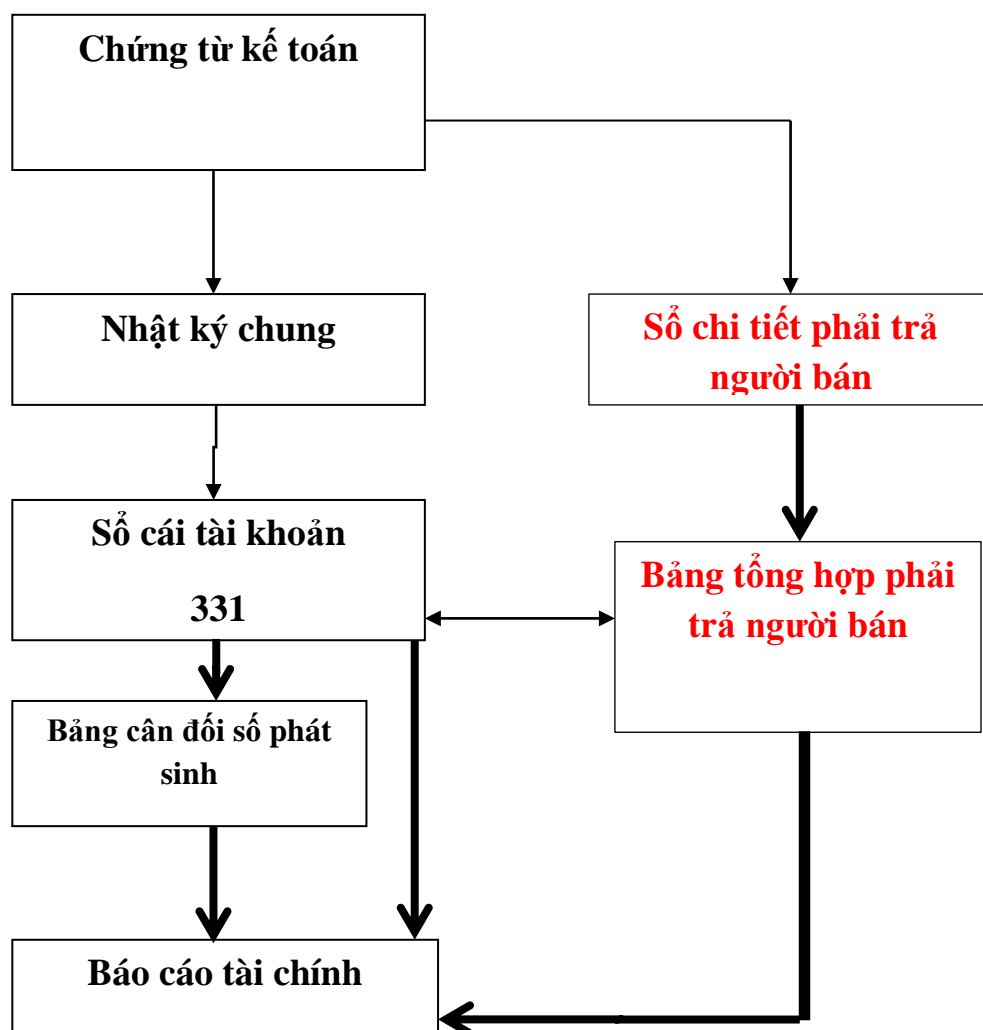 Chứng từ kế toán
Nhật ký chung
Sổ chi tiết phải trả
người bán
Sổ cái tài khoản
331
Bảng tổng hợp phải
trả người bán
Bảng cân đối số phát
sinh
Báo cáo tài chính